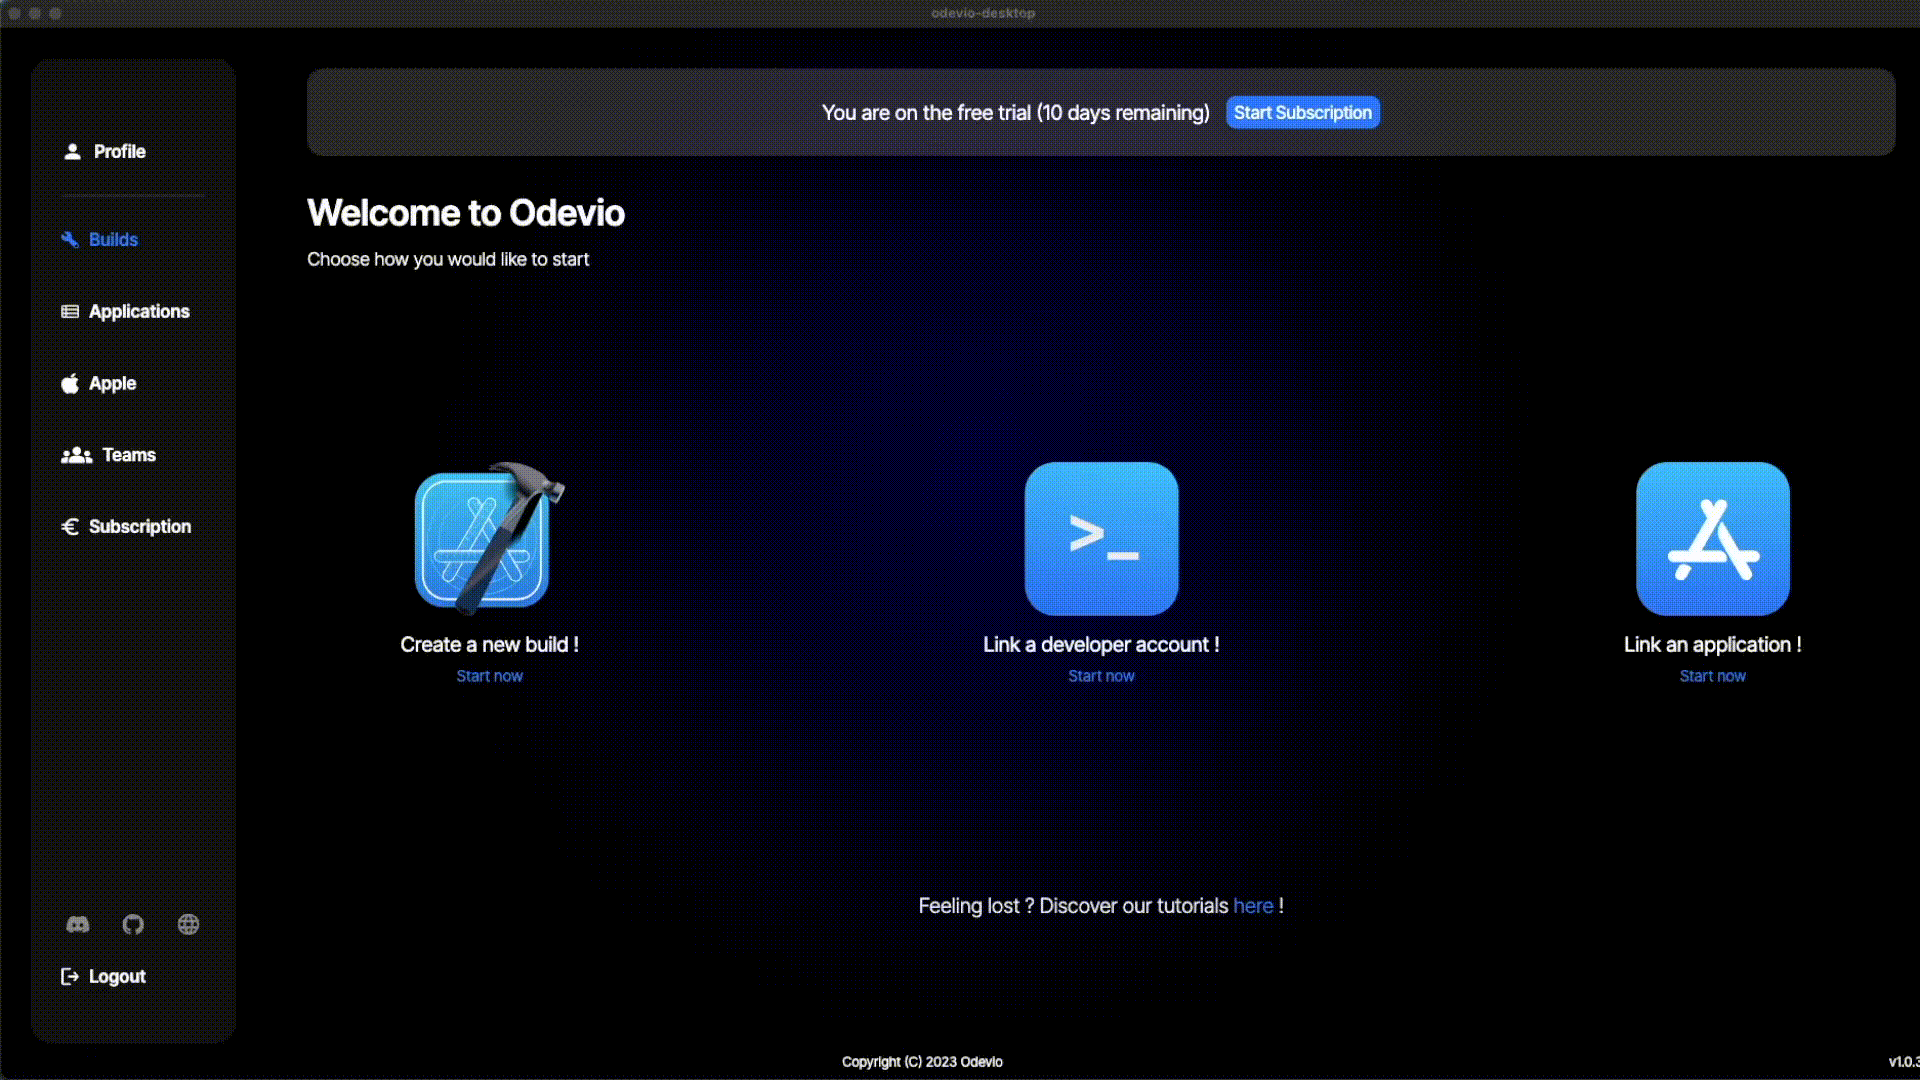 odevio-desktop
Profile
Builds
Applications
Apple
Teams
Subscription
Logout
You are on the free trial (10 days remaining) Start Subscription
Welcome to Odevio
Choose how you would like to start
>_
Create a new build !
Start now
Link a developer account !
Start now
Link an application !
Start now
Feeling lost ? Discover our tutorials here !
Copyright (C) 2023 Odevio
v1.0.3